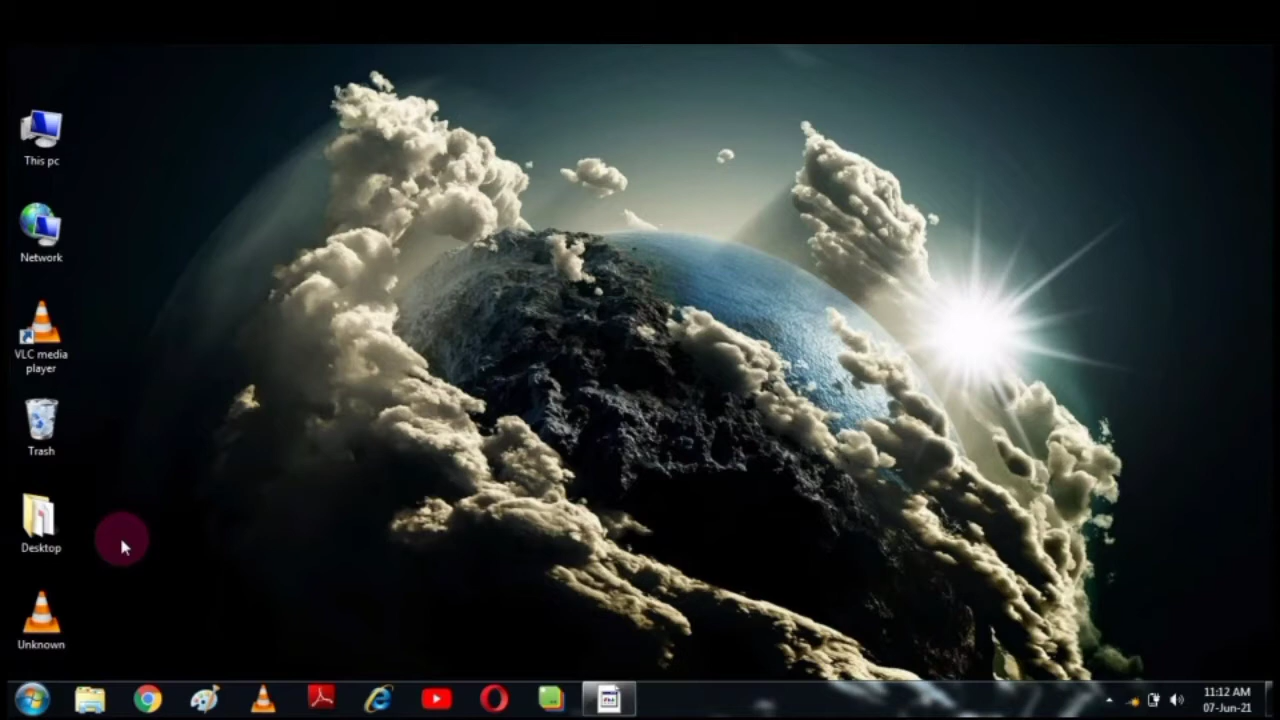 This pc
Network
VLC media
player
Trash
Desktop
Unknown
11:12 AM
07-Jun-21